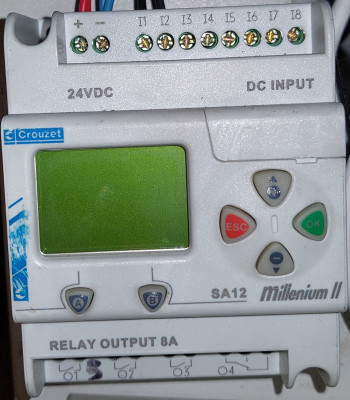 + −
I1 I2 I3 I4 I5 I6 I7 I8
24VDC DC INPUT
Crouzet
ESC OK
A B
SA12 Millenium II
RELAY OUTPUT 8A
O1 O2 O3 O4